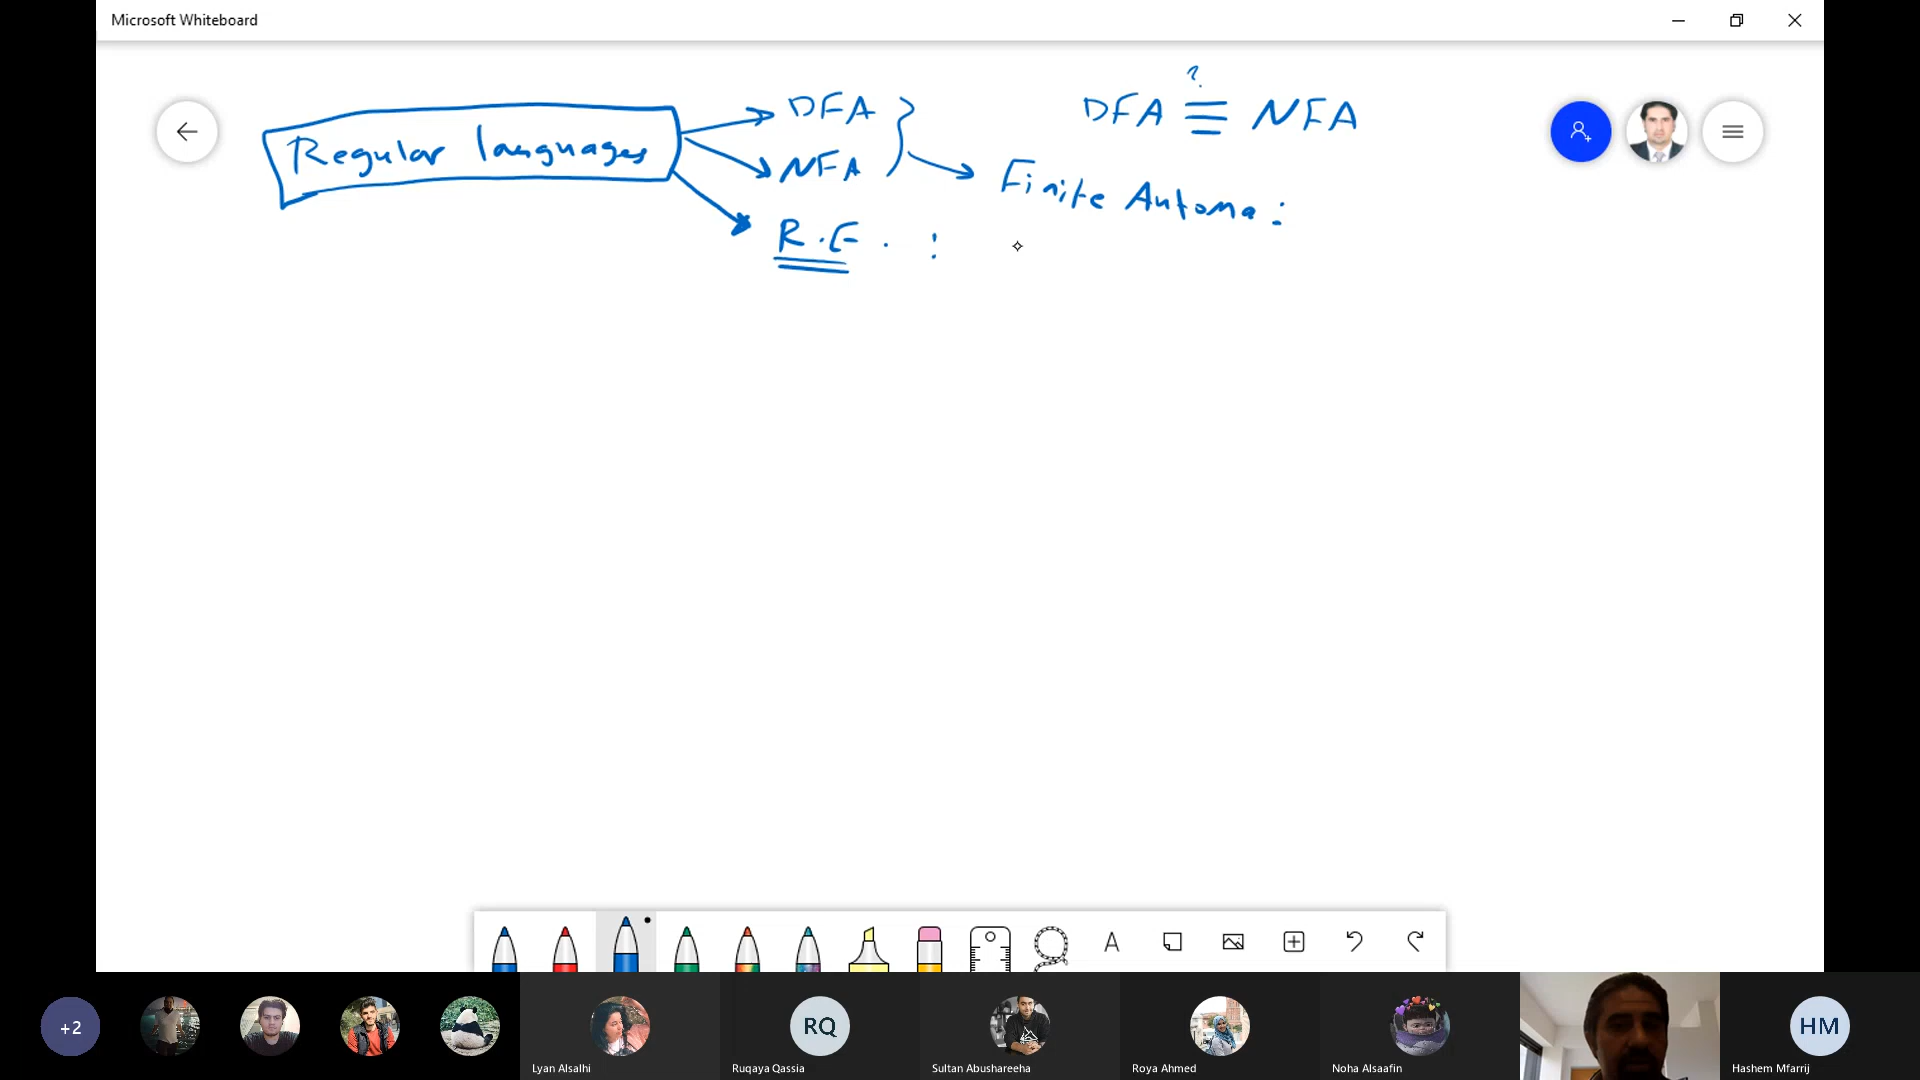 Microsoft Whiteboard
?
DFA ≡ NFA
DFA
Regular languages
NFA
Finite Automa :
R.E. :
A
+2
RQ
HM
Lyan Alsalhi
Ruqaya Qassia
Sultan Abushareeha
Roya Ahmed
Noha Alsaafin
Hashem Mfarrij